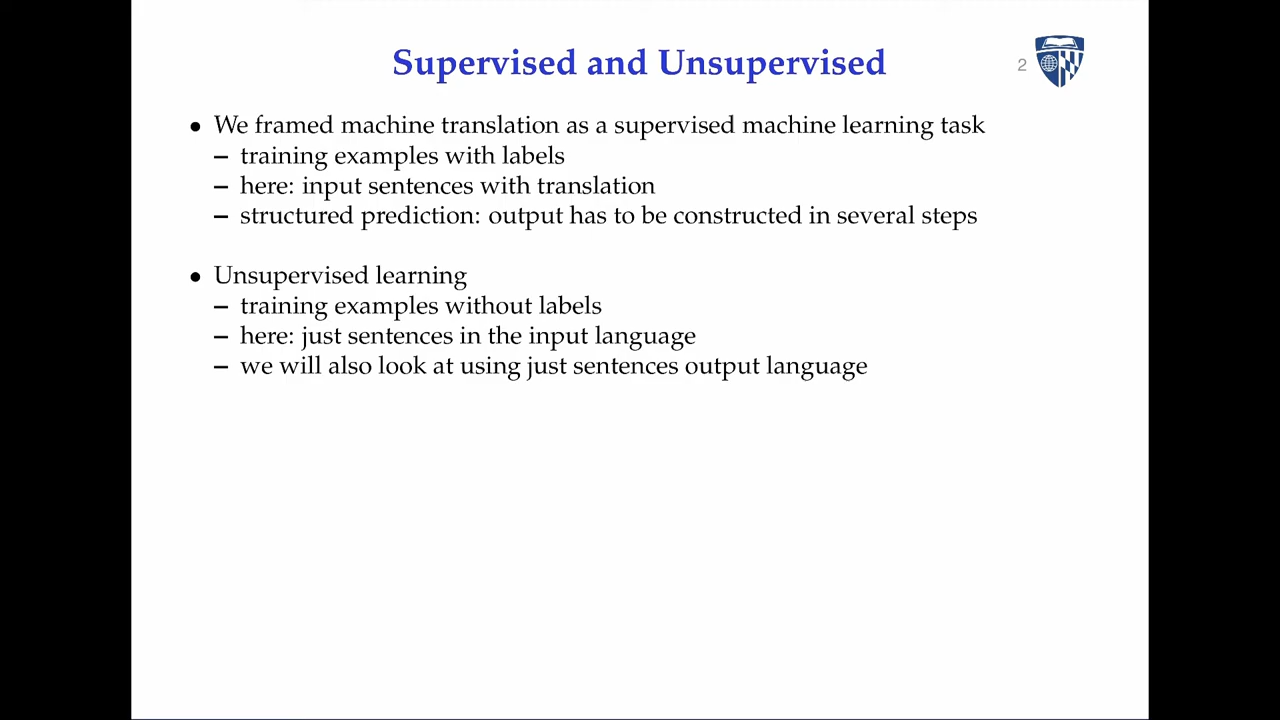 Supervised and Unsupervised
2
• We framed machine translation as a supervised machine learning task
– training examples with labels
– here: input sentences with translation
– structured prediction: output has to be constructed in several steps
• Unsupervised learning
– training examples without labels
– here: just sentences in the input language
– we will also look at using just sentences output language